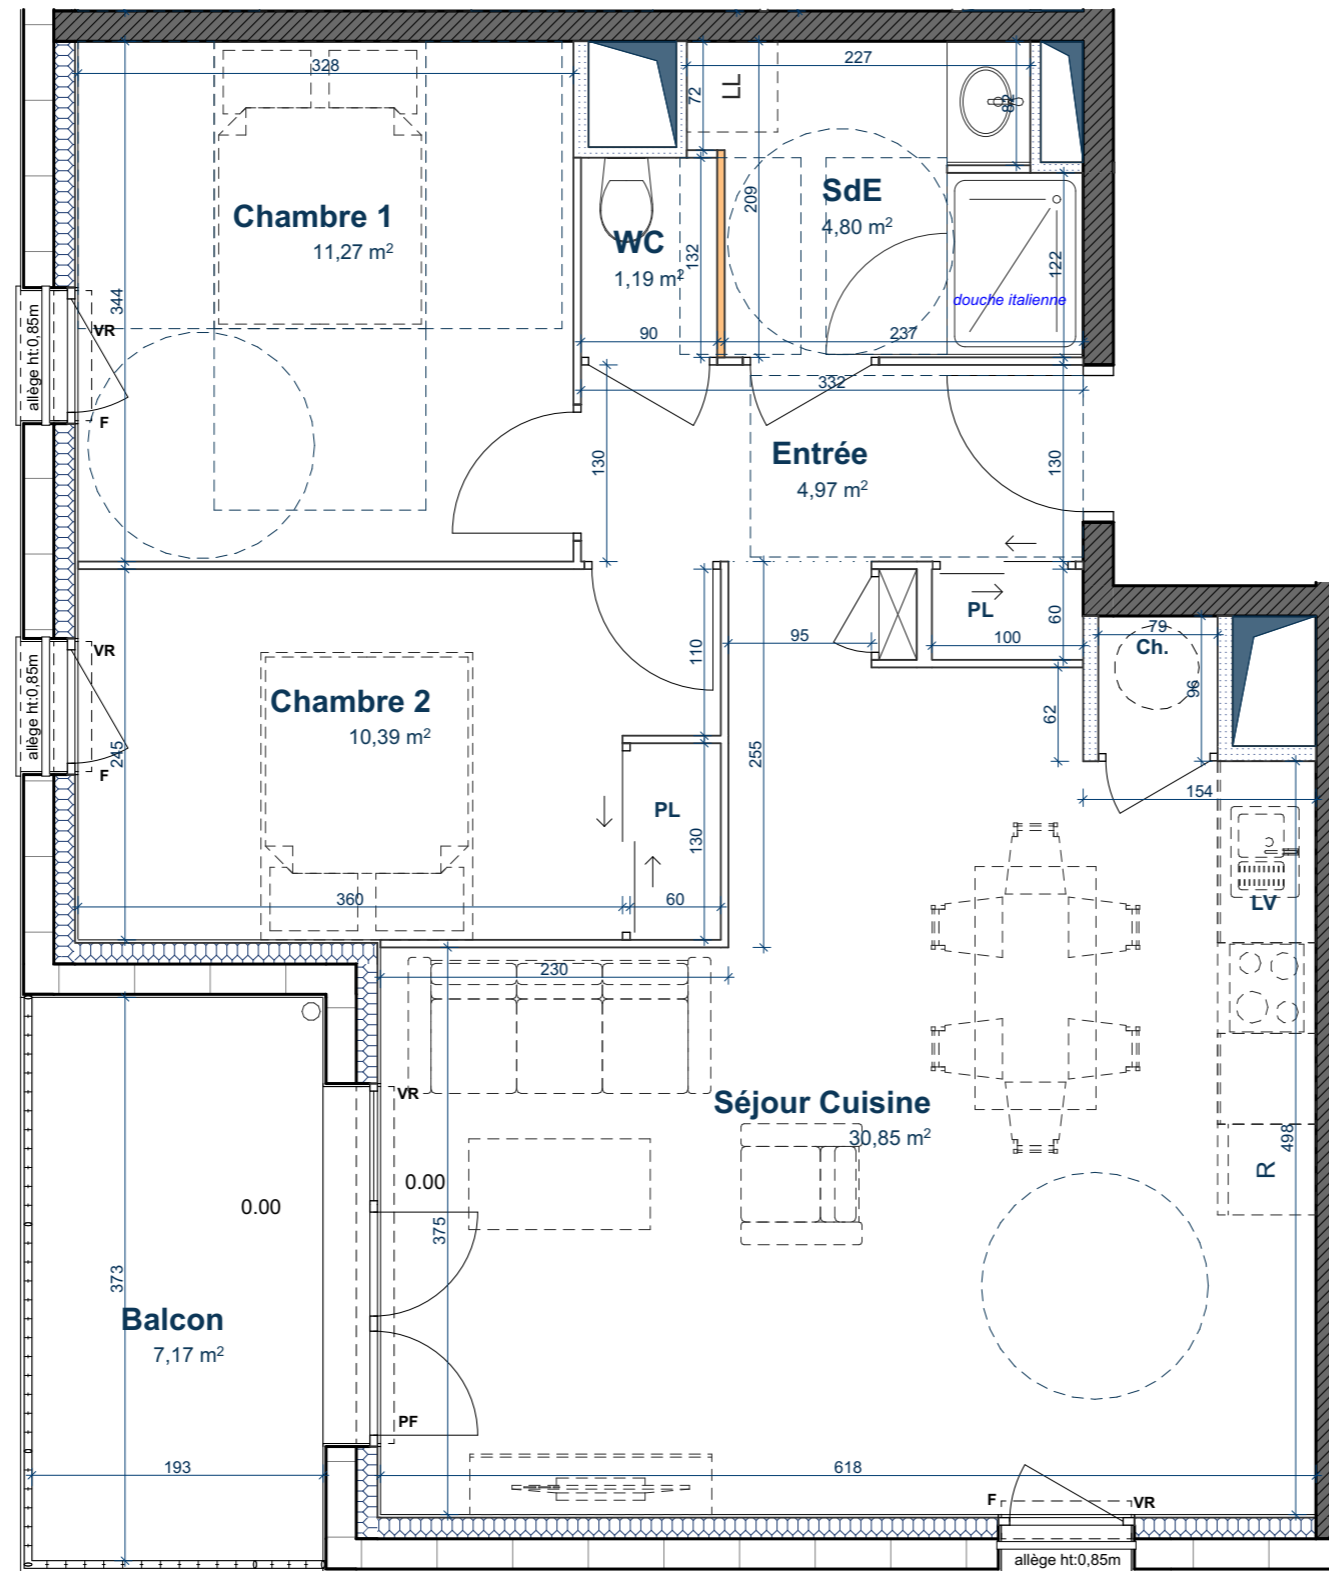 328
227
72
LL
82
Chambre 1
11,27 m²
209
SdE
4,80 m²
WC
1,19 m²
132
122
douche italienne
344
VR
allège ht:0,85m
F
90
237
332
130
Entrée
4,97 m²
130
PL
60
100
95
110
79
Ch.
96
62
VR
allège ht:0,85m
F
245
Chambre 2
10,39 m²
255
154
PL
130
360
60
LV
230
VR
Séjour Cuisine
30,85 m²
498
R
0.00
0.00
375
373
Balcon
7,17 m²
PF
193
618
F
VR
allège ht:0,85m